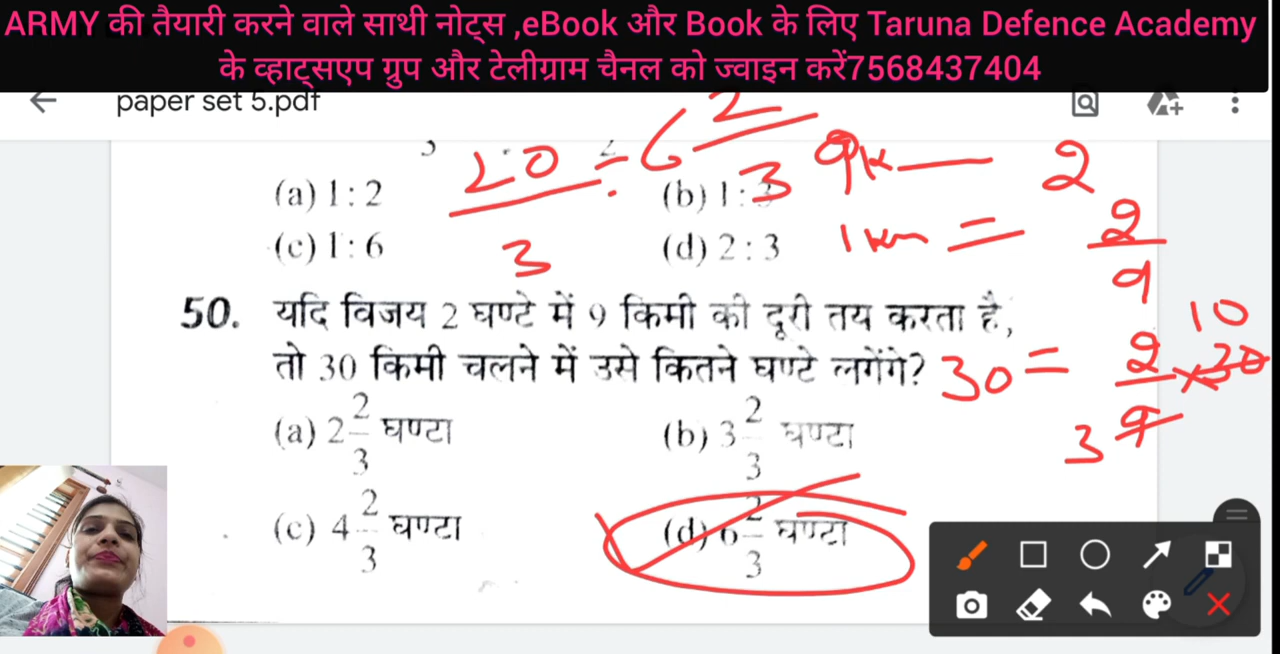 ARMY की तैयारी करने वाले साथी नोट्स ,eBook और Book के लिए Taruna Defence Academy
के व्हाट्सएप ग्रुप और टेलीग्राम चैनल को ज्वाइन करें7568437404
paper set 5.pdf
(a) 1 : 2
(b) 1 : 3
(c) 1 : 6
(d) 2 : 3
20/3 = 6 2/3
9k — 2
1 km = 2/9
50. यदि विजय 2 घण्टे में 9 किमी की दूरी तय करता है,
तो 30 किमी चलने में उसे कितने घण्टे लगेंगे?
30 = 2/9 × 30
10
3
(a) 2 2/3 घण्टा
(b) 3 2/3 घण्टा
(c) 4 2/3 घण्टा
(d) 6 2/3 घण्टा